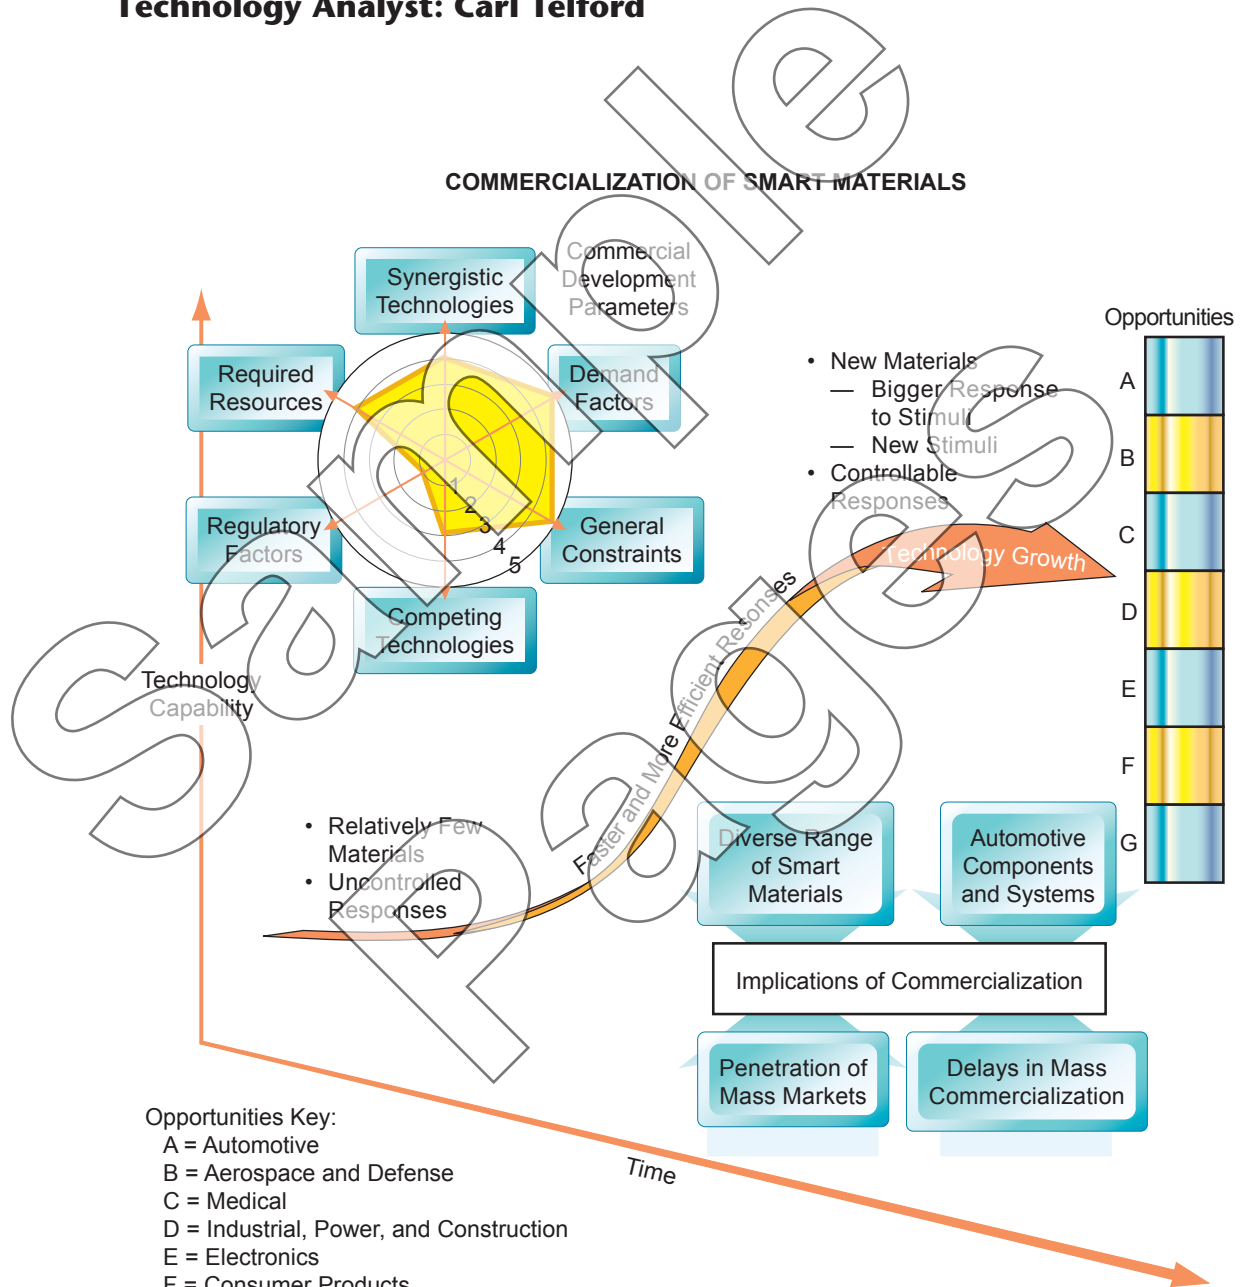 Technology Analyst: Carl Telford
COMMERCIALIZATION OF SMART MATERIALS
Synergistic
Technologies
Commercial
Development
Parameters
Required
Resources
Demand
Factors
Regulatory
Factors
General
Constraints
Competing
Technologies
1
2
3
4
5
Technology
Capability
• New Materials
— Bigger Response
to Stimuli
— New Stimuli
• Controllable
Responses
Technology Growth
Faster and More Efficient Resonses
• Relatively Few
Materials
• Uncontrolled
Responses
Opportunities
A
B
C
D
E
F
G
Diverse Range
of Smart
Materials
Automotive
Components
and Systems
Implications of Commercialization
Penetration of
Mass Markets
Delays in Mass
Commercialization
Time
Opportunities Key:
A = Automotive
B = Aerospace and Defense
C = Medical
D = Industrial, Power, and Construction
E = Electronics
F = Consumer Products
Sample
Pages